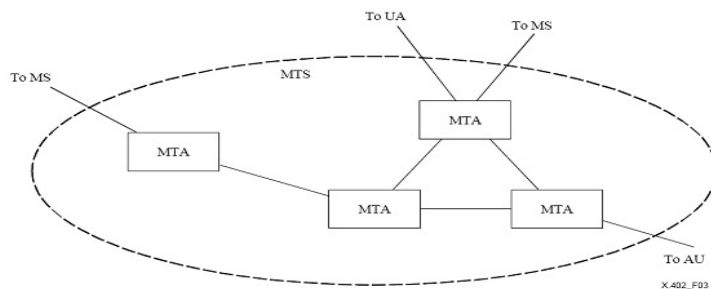 To UA
To MS
To MS
MTS
MTA
MTA
MTA
MTA
To AU
X.402_F03